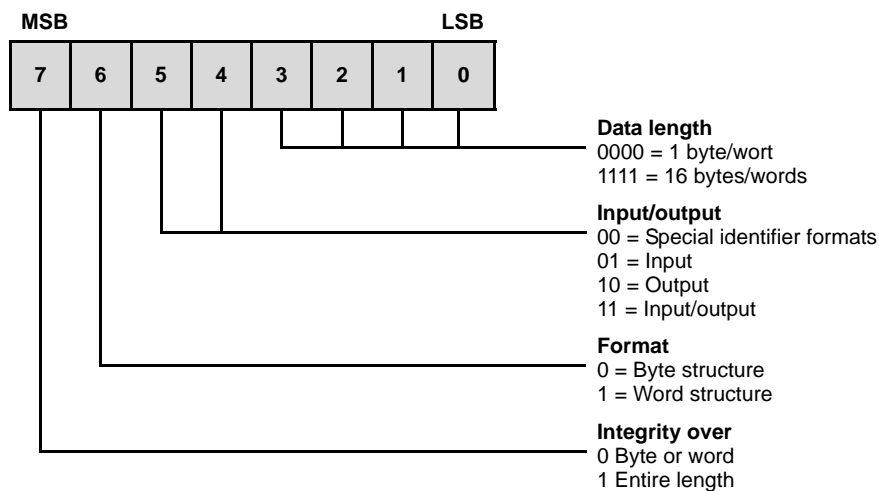 MSB LSB
7 6 5 4 3 2 1 0
Data length
0000 = 1 byte/wort
1111 = 16 bytes/words
Input/output
00 = Special identifier formats
01 = Input
10 = Output
11 = Input/output
Format
0 = Byte structure
1 = Word structure
Integrity over
0 Byte or word
1 Entire length